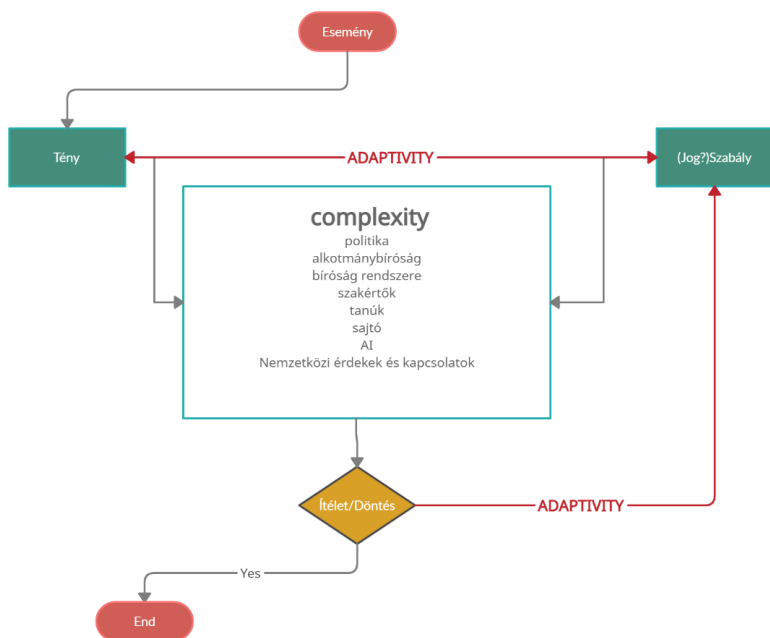 Esemény
Tény
ADAPTIVITY
(Jog?)Szabály
complexity
politika
alkotmánybíróság
bíróság rendszere
szakértők
tanúk
sajtó
AI
Nemzetközi érdekek és kapcsolatok
Ítélet/Döntés
ADAPTIVITY
Yes
End